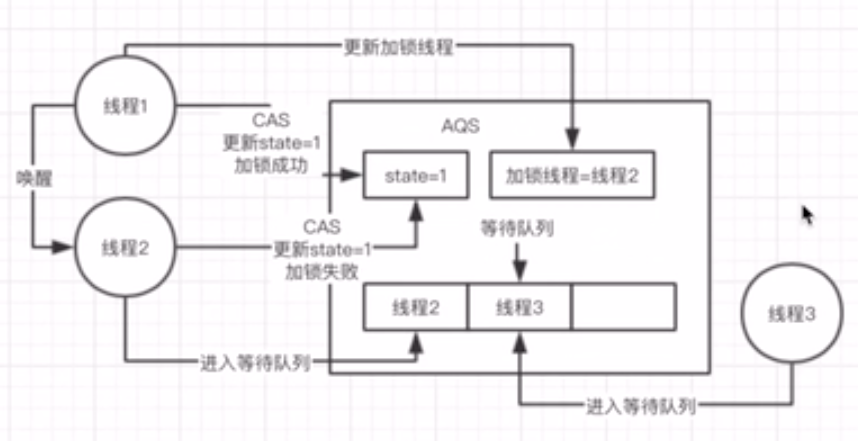 更新加锁线程
线程1
CAS
更新state=1
加锁成功
AQS
唤醒
state=1
加锁线程=线程2
线程2
CAS
更新state=1
加锁失败
等待队列
线程2
线程3
线程3
进入等待队列
进入等待队列